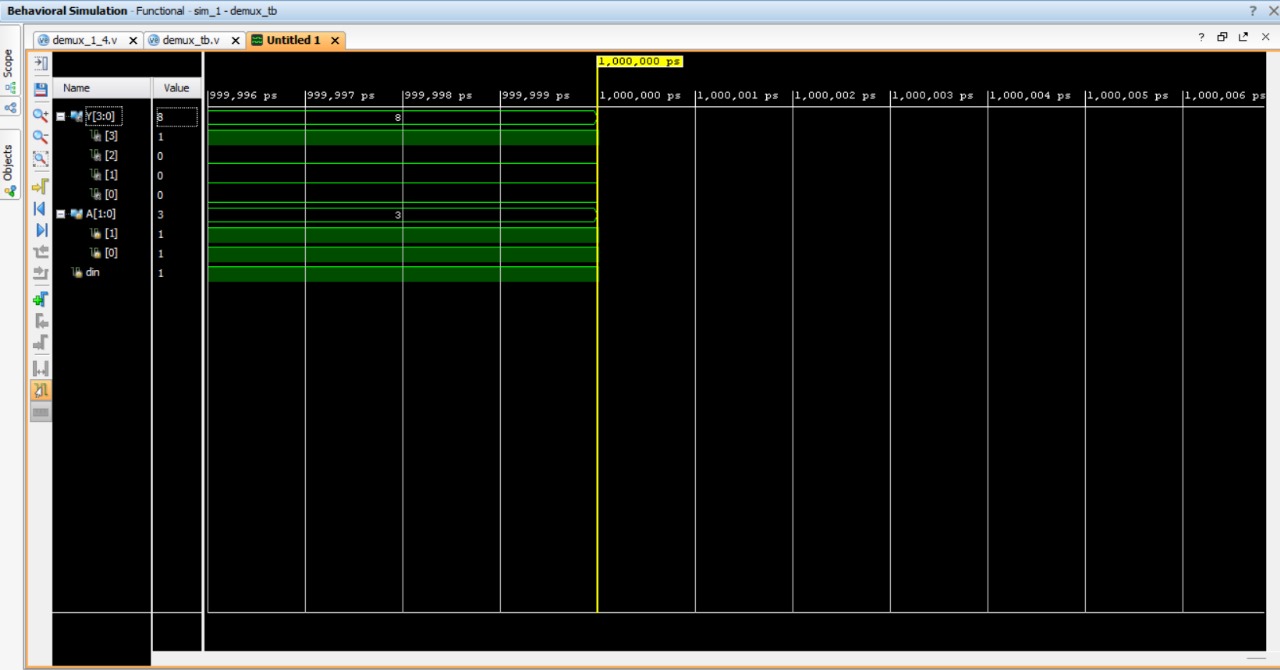 Behavioral Simulation - Functional - sim_1 - demux_tb
?
demux_1_4.v
demux_tb.v
Untitled 1
?
Scope
Objects
1,000,000 ps
Name Value
999,996 ps 999,997 ps 999,998 ps 999,999 ps 1,000,000 ps 1,000,001 ps 1,000,002 ps 1,000,003 ps 1,000,004 ps 1,000,005 ps 1,000,006 ps
Y[3:0] 8 8
[3] 1
[2] 0
[1] 0
[0] 0
A[1:0] 3 3
[1] 1
[0] 1
din 1